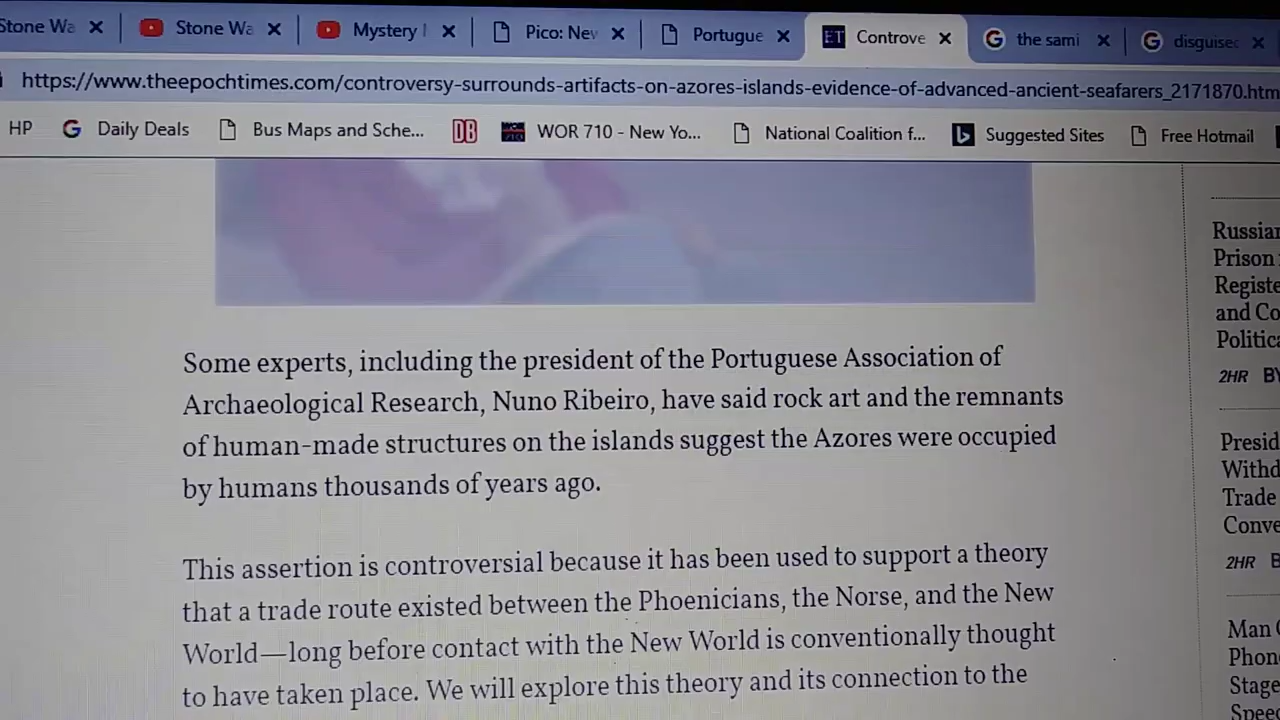 Stone Wa
Stone Wa
Mystery
Pico: Nev
Portugue
ET
Controve
the sami
disguised
https://www.theepochtimes.com/controversy-surrounds-artifacts-on-azores-islands-evidence-of-advanced-ancient-seafarers_2171870.htm
HP
Daily Deals
Bus Maps and Sche...
DB
WOR 710 - New Yo...
National Coalition f...
Suggested Sites
Free Hotmail
Some experts, including the president of the Portuguese Association of
Archaeological Research, Nuno Ribeiro, have said rock art and the remnants
of human-made structures on the islands suggest the Azores were occupied
by humans thousands of years ago.
This assertion is controversial because it has been used to support a theory
that a trade route existed between the Phoenicians, the Norse, and the New
World—long before contact with the New World is conventionally thought
to have taken place. We will explore this theory and its connection to the
Russian
Prison
Registe
and Co
Politica
2HR BY
Presid
Withd
Trade
Conve
2HR B
Man
Phon
Stage
Speec